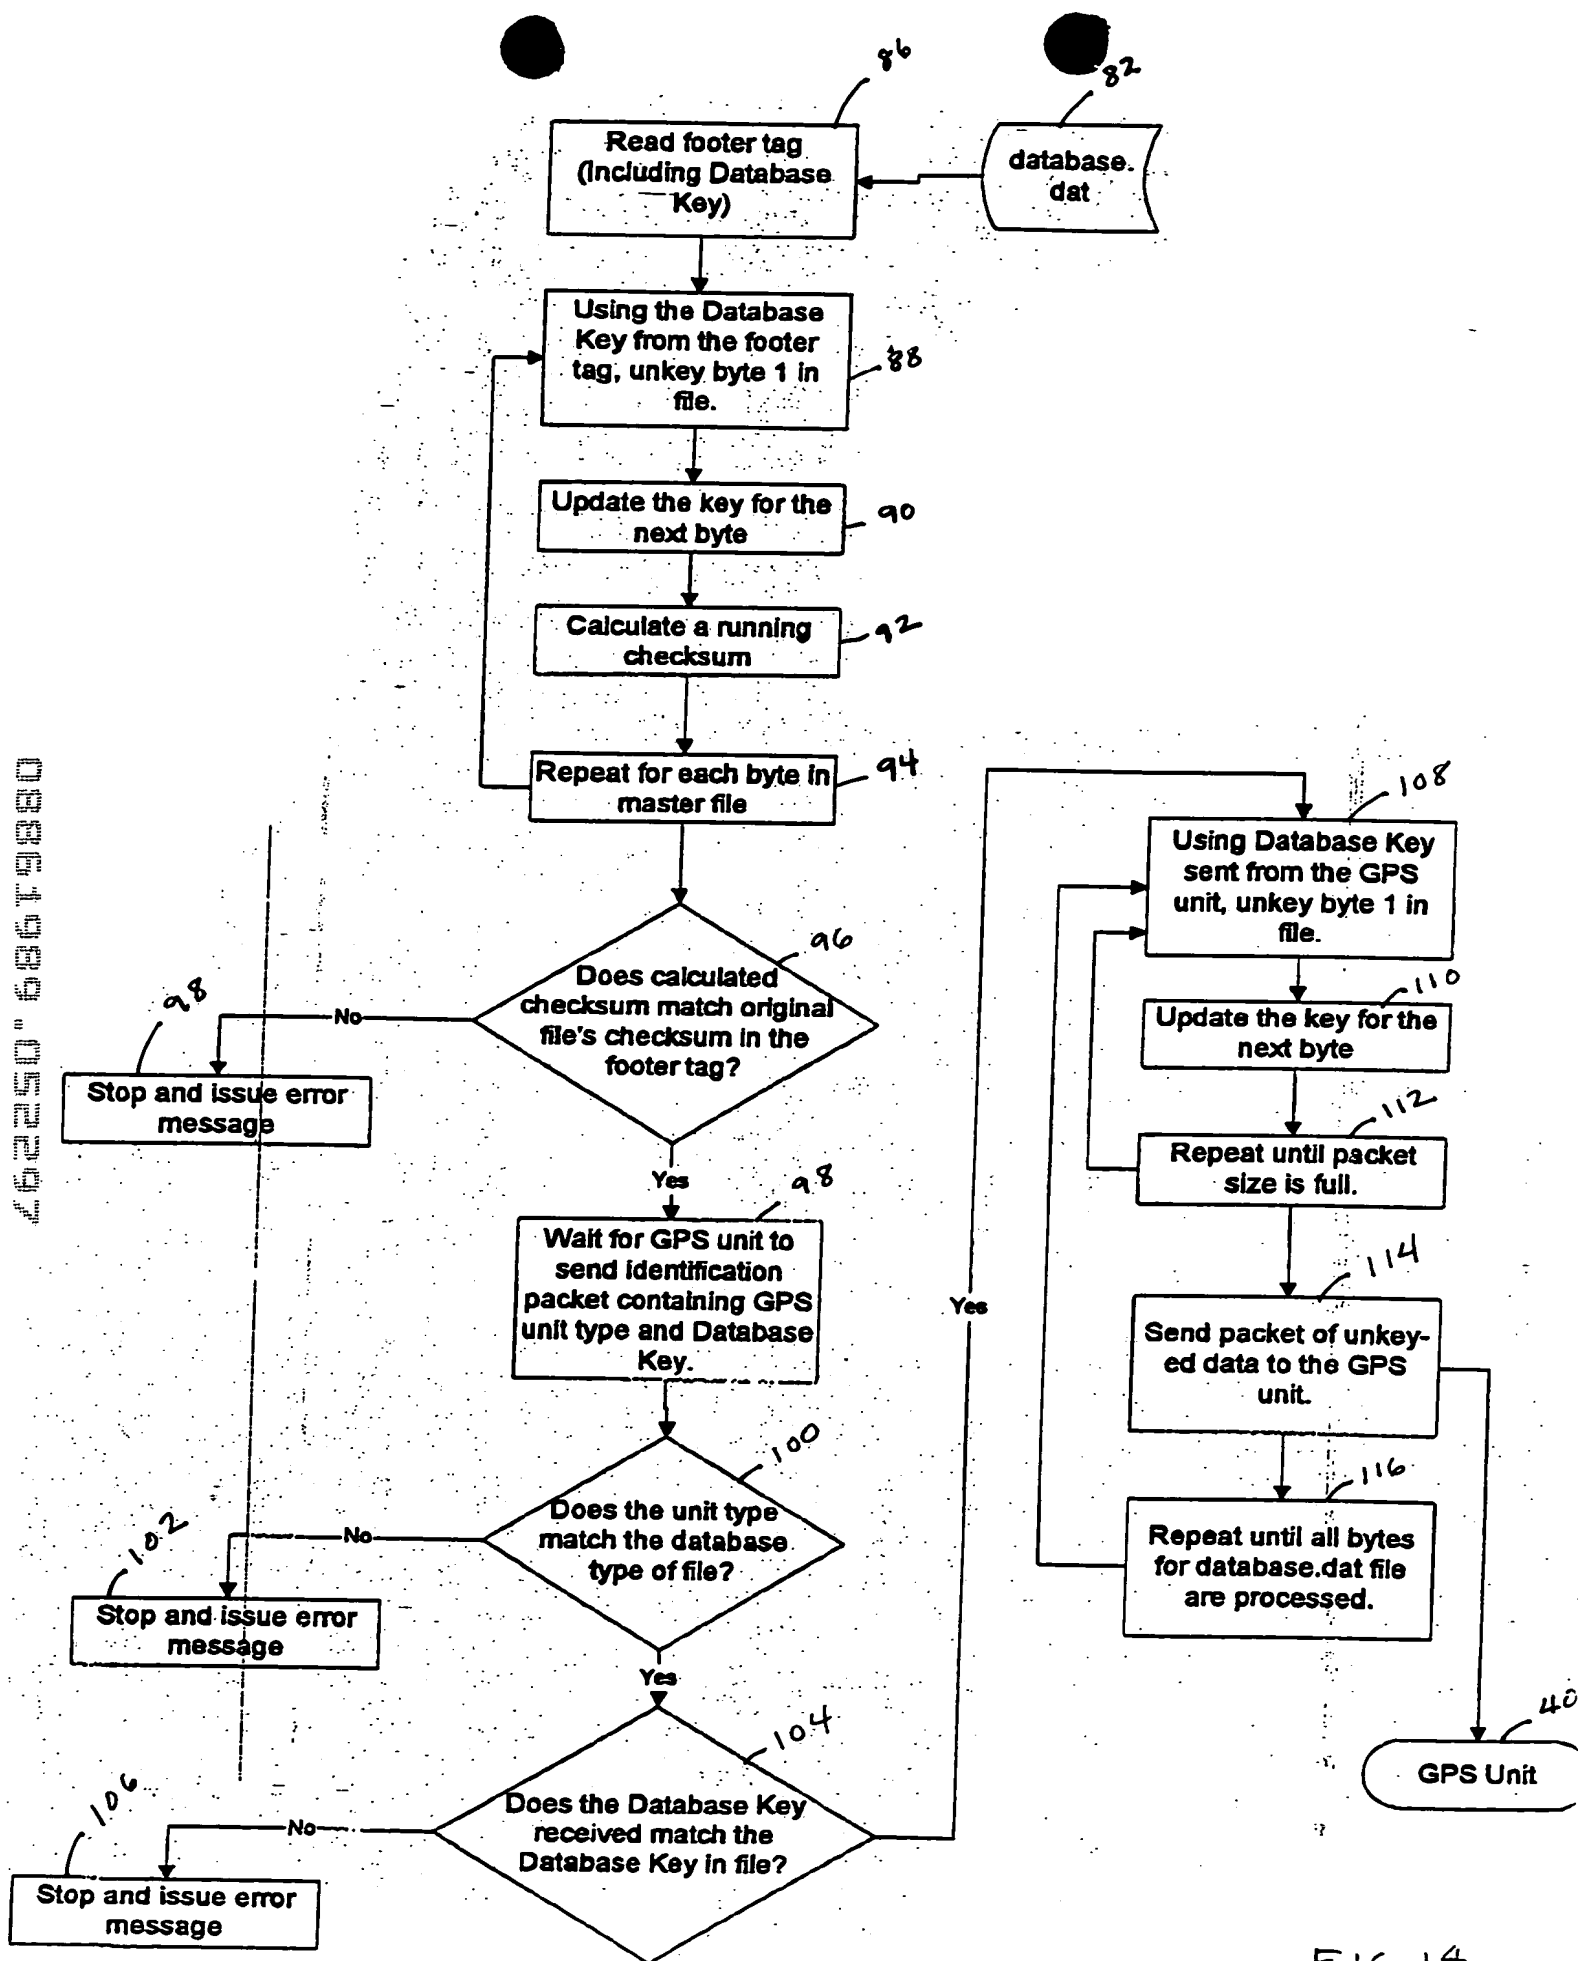 86
82
Read footer tag
(Including Database
Key)
database.
dat
Using the Database
Key from the footer
tag, unkey byte 1 in
file.
88
Update the key for the
next byte
90
Calculate a running
checksum
92
Repeat for each byte in
master file
94
Does calculated
checksum match original
file's checksum in the
footer tag?
96
No
98
Stop and issue error
message
Yes
98
Wait for GPS unit to
send identification
packet containing GPS
unit type and Database
Key.
100
Does the unit type
match the database
type of file?
No
102
Stop and issue error
message
Yes
104
Does the Database Key
received match the
Database Key in file?
No
106
Stop and issue error
message
Yes
108
Using Database Key
sent from the GPS
unit, unkey byte 1 in
file.
110
Update the key for the
next byte
112
Repeat until packet
size is full.
114
Send packet of unkey-
ed data to the GPS
unit.
116
Repeat until all bytes
for database.dat file
are processed.
40
GPS Unit